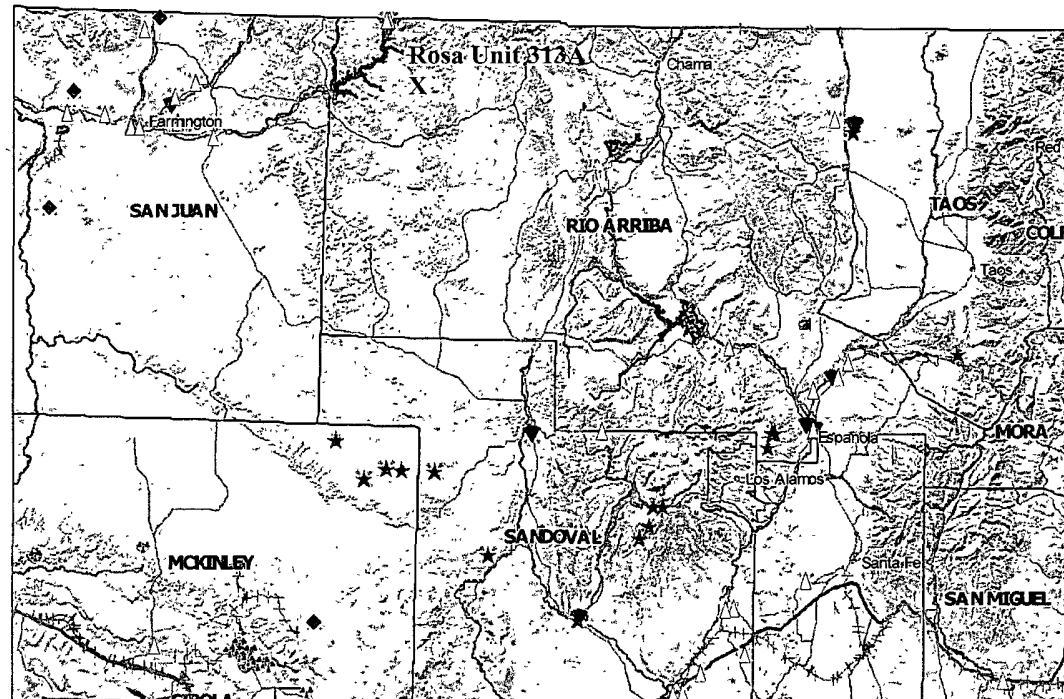 Rosa Unit 313A
X
Chama
Farmington
Red
SAN JUAN
RIO ARRIBA
TAOS
Taos
Española
MORA
Los Alamos
SANDOVAL
MCKINLEY
Santa Fe
SAN MIGUEL